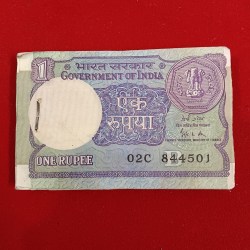 1 भारत सरकार
GOVERNMENT OF INDIA
एक
रूपया
ONE RUPEE
02C 844501